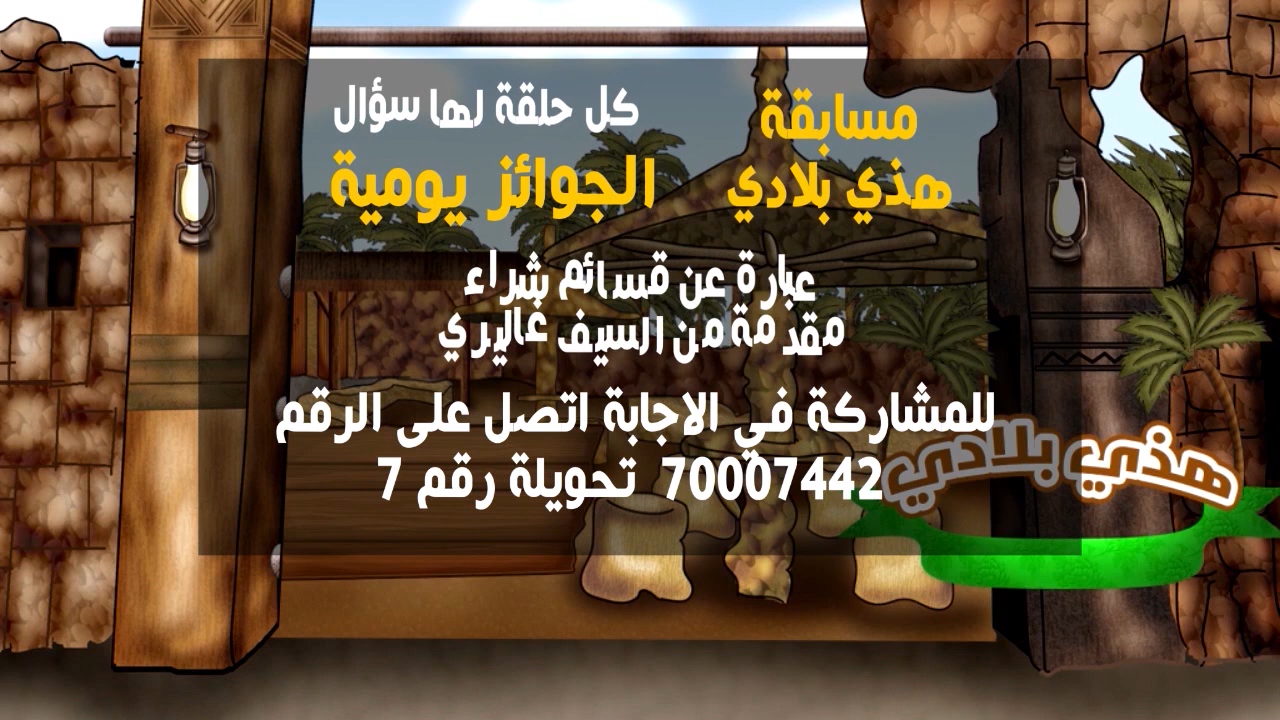 مسابقة
هذي بلادي
كل حلقة لها سؤال
الجوائز يومية
عبارة عن قسائم شراء
مقدمة من السيف غاليري
للمشاركة في الاجابة اتصل على الرقم
70007442 تحويلة رقم 7
هذي بلادي